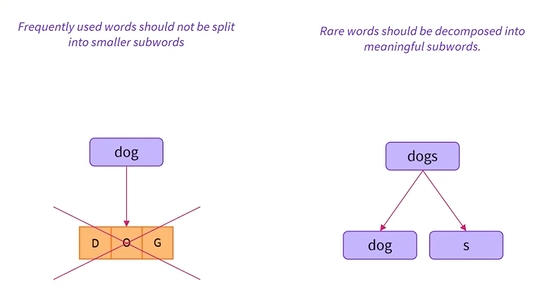 Frequently used words should not be split
into smaller subwords
Rare words should be decomposed into
meaningful subwords.
dog
D O G
dogs
dog s